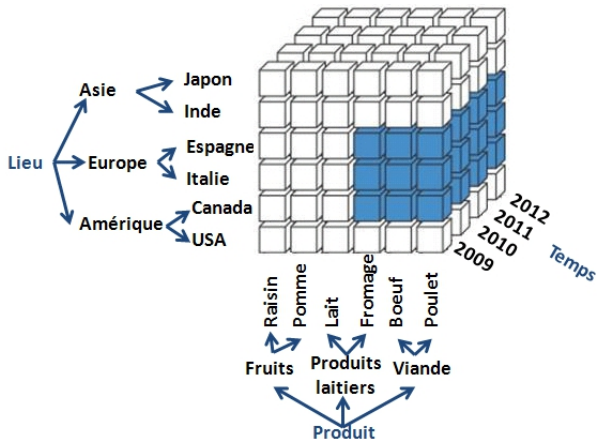 Japon
Asie
Inde
Espagne
Lieu
Europe
Italie
Canada
Amérique
USA
2012
2011
2010
2009
Temps
Raisin
Pomme
Lait
Fromage
Boeuf
Poulet
Fruits
Produits
laitiers
Viande
Produit